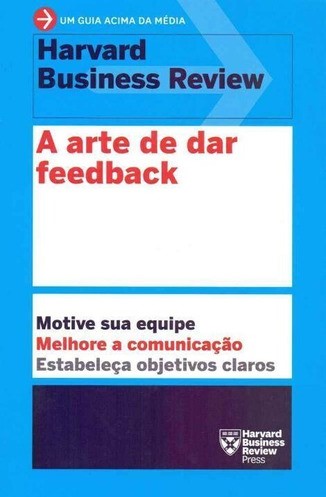 UM GUIA ACIMA DA MÉDIA
Harvard
Business Review
A arte de dar
feedback
Motive sua equipe
Melhore a comunicação
Estabeleça objetivos claros
Harvard
Business
Review
Press